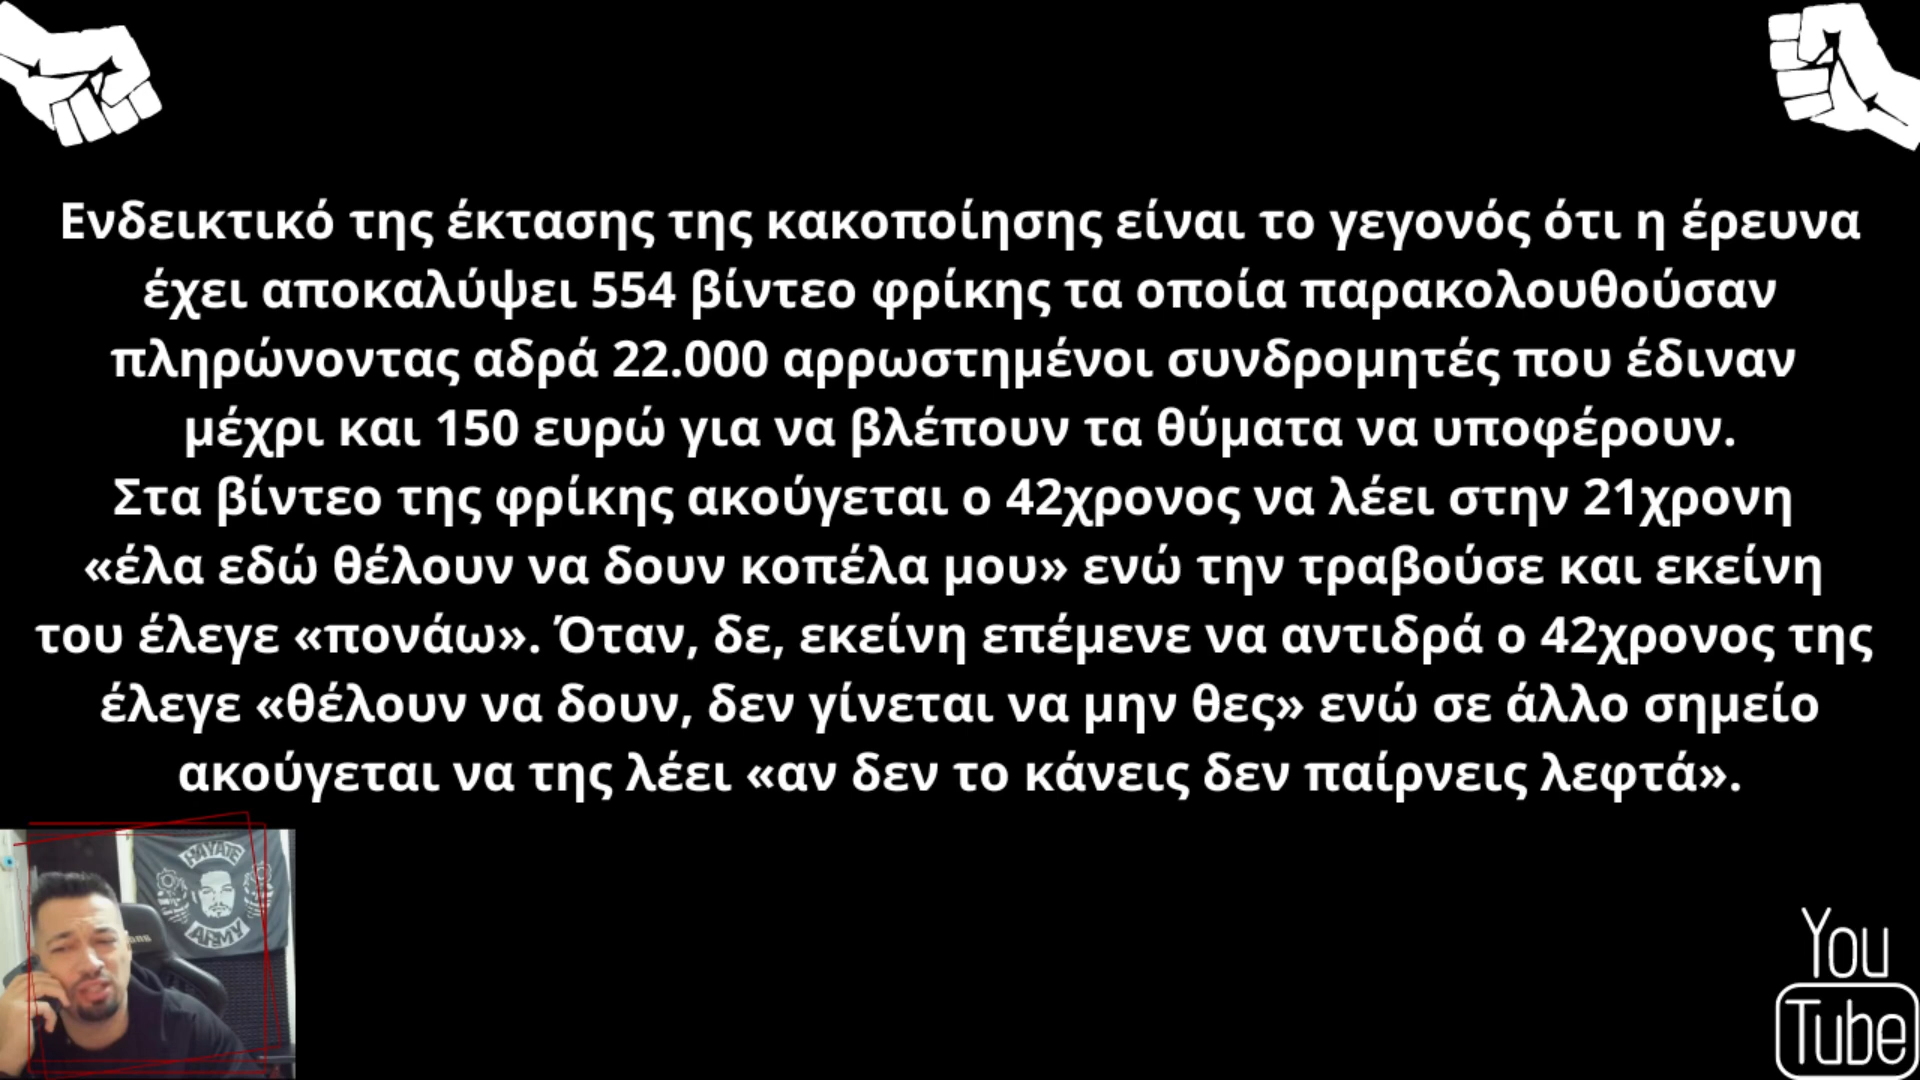 Ενδεικτικό της έκτασης της κακοποίησης είναι το γεγονός ότι η έρευνα
έχει αποκαλύψει 554 βίντεο φρίκης τα οποία παρακολουθούσαν
πληρώνοντας αδρά 22.000 αρρωστημένοι συνδρομητές που έδιναν
μέχρι και 150 ευρώ για να βλέπουν τα θύματα να υποφέρουν.
Στα βίντεο της φρίκης ακούγεται ο 42χρονος να λέει στην 21χρονη
«έλα εδώ θέλουν να δουν κοπέλα μου» ενώ την τραβούσε και εκείνη
του έλεγε «πονάω». Όταν, δε, εκείνη επέμενε να αντιδρά ο 42χρονος της
έλεγε «θέλουν να δουν, δεν γίνεται να μην θες» ενώ σε άλλο σημείο
ακούγεται να της λέει «αν δεν το κάνεις δεν παίρνεις λεφτά».
HAYATE
ARMY
You
Tube